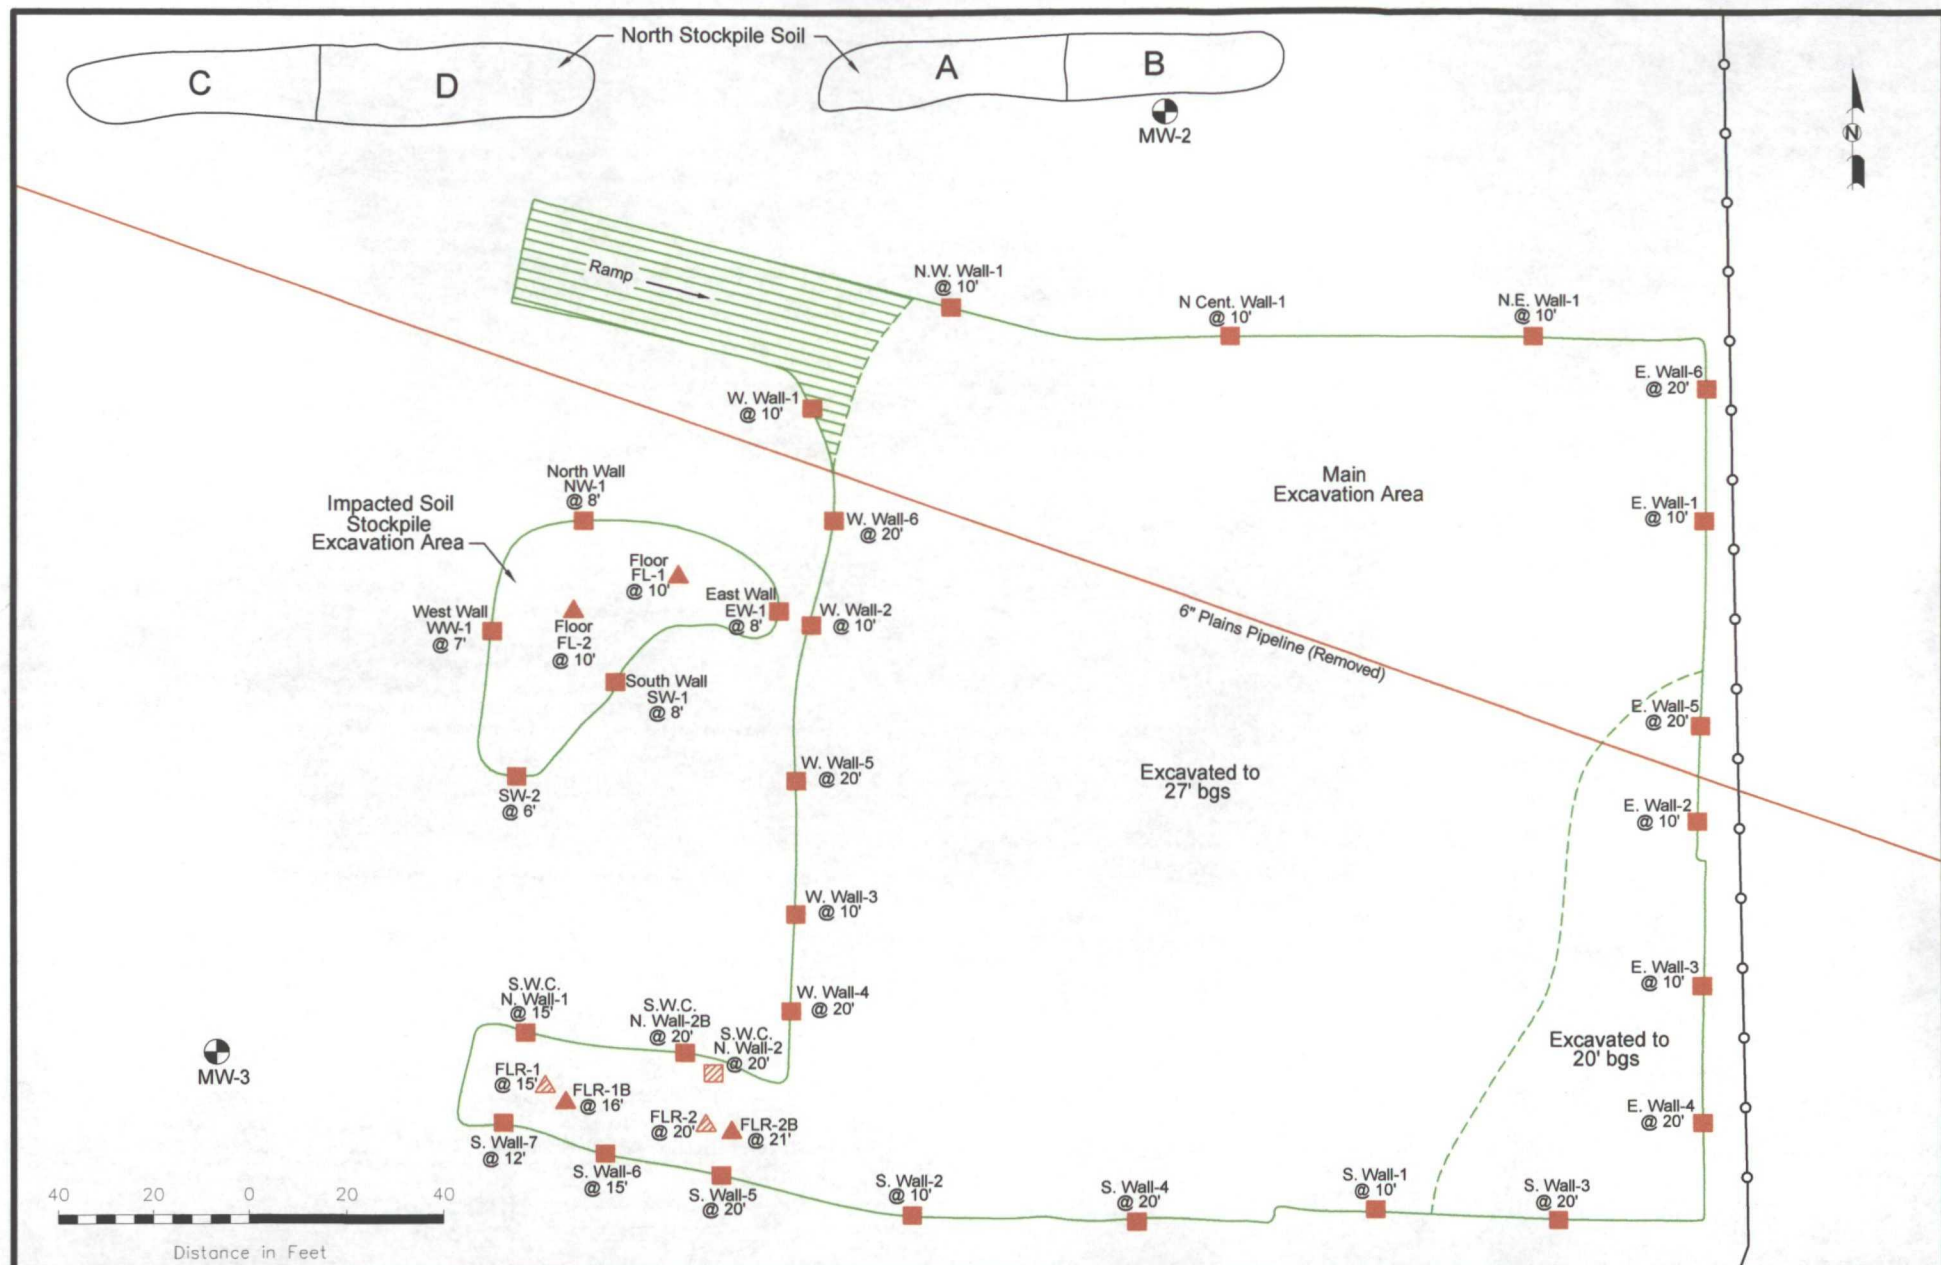 North Stockpile Soil
C
D
A
B
MW-2
N
Ramp
N.W. Wall-1
@ 10'
N Cent. Wall-1
@ 10'
N.E. Wall-1
@ 10'
E. Wall-6
@ 20'
W. Wall-1
@ 10'
North Wall
NW-1
@ 8'
Impacted Soil
Stockpile
Excavation Area
Main
Excavation Area
W. Wall-6
@ 20'
E. Wall-1
@ 10'
Floor
FL-1
@ 10'
East Wall
EW-1
@ 8'
West Wall
WW-1
@ 7'
Floor
FL-2
@ 10'
W. Wall-2
@ 10'
6" Plains Pipeline (Removed)
South Wall
SW-1
@ 8'
E. Wall-5
@ 20'
SW-2
@ 6'
W. Wall-5
@ 20'
Excavated to
27' bgs
E. Wall-2
@ 10'
W. Wall-3
@ 10'
E. Wall-3
@ 10'
S.W.C.
N. Wall-1
@ 15'
S.W.C.
N. Wall-2B
@ 20'
W. Wall-4
@ 20'
S.W.C.
N. Wall-2
@ 20'
Excavated to
20' bgs
MW-3
FLR-1
@ 15'
FLR-1B
@ 16'
FLR-2
@ 20'
FLR-2B
@ 21'
E. Wall-4
@ 20'
S. Wall-7
@ 12'
S. Wall-6
@ 15'
S. Wall-5
@ 20'
S. Wall-2
@ 10'
S. Wall-4
@ 20'
S. Wall-1
@ 10'
S. Wall-3
@ 20'
40 20 0 20 40
Distance in Feet